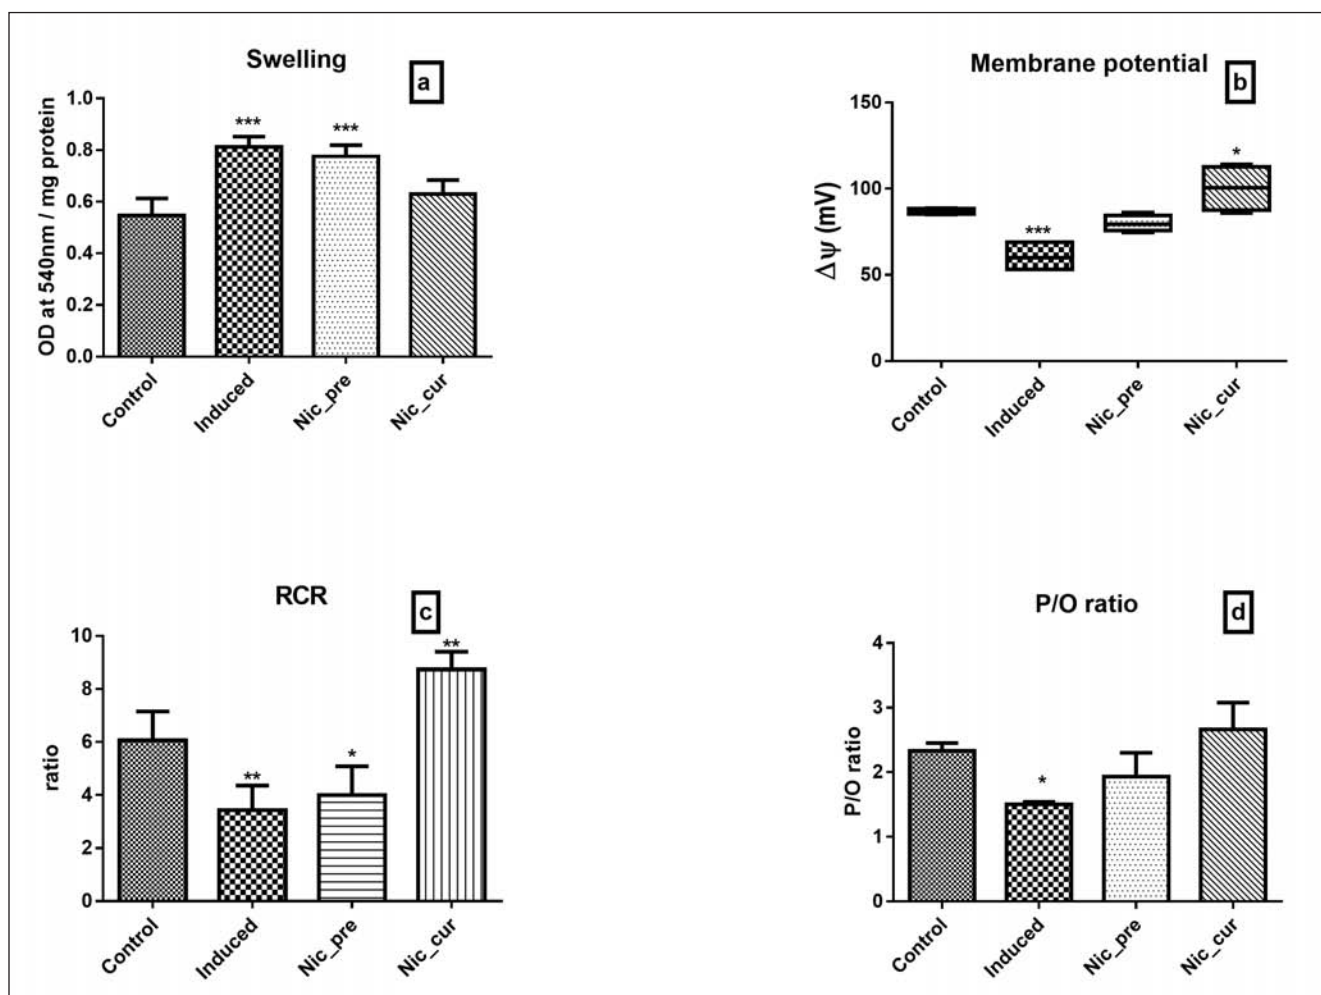 Swelling
a
OD at 540nm / mg protein
1.0
0.8
0.6
0.4
0.2
0.0
***
***
Control
Induced
Nic_pre
Nic_cur
Membrane potential
b
Δψ (mV)
150
100
50
0
***
*
Control
Induced
Nic_pre
Nic_cur
RCR
c
ratio
10
8
6
4
2
0
**
*
**
Control
Induced
Nic_pre
Nic_cur
P/O ratio
d
P/O ratio
4
3
2
1
0
*
Control
Induced
Nic_pre
Nic_cur